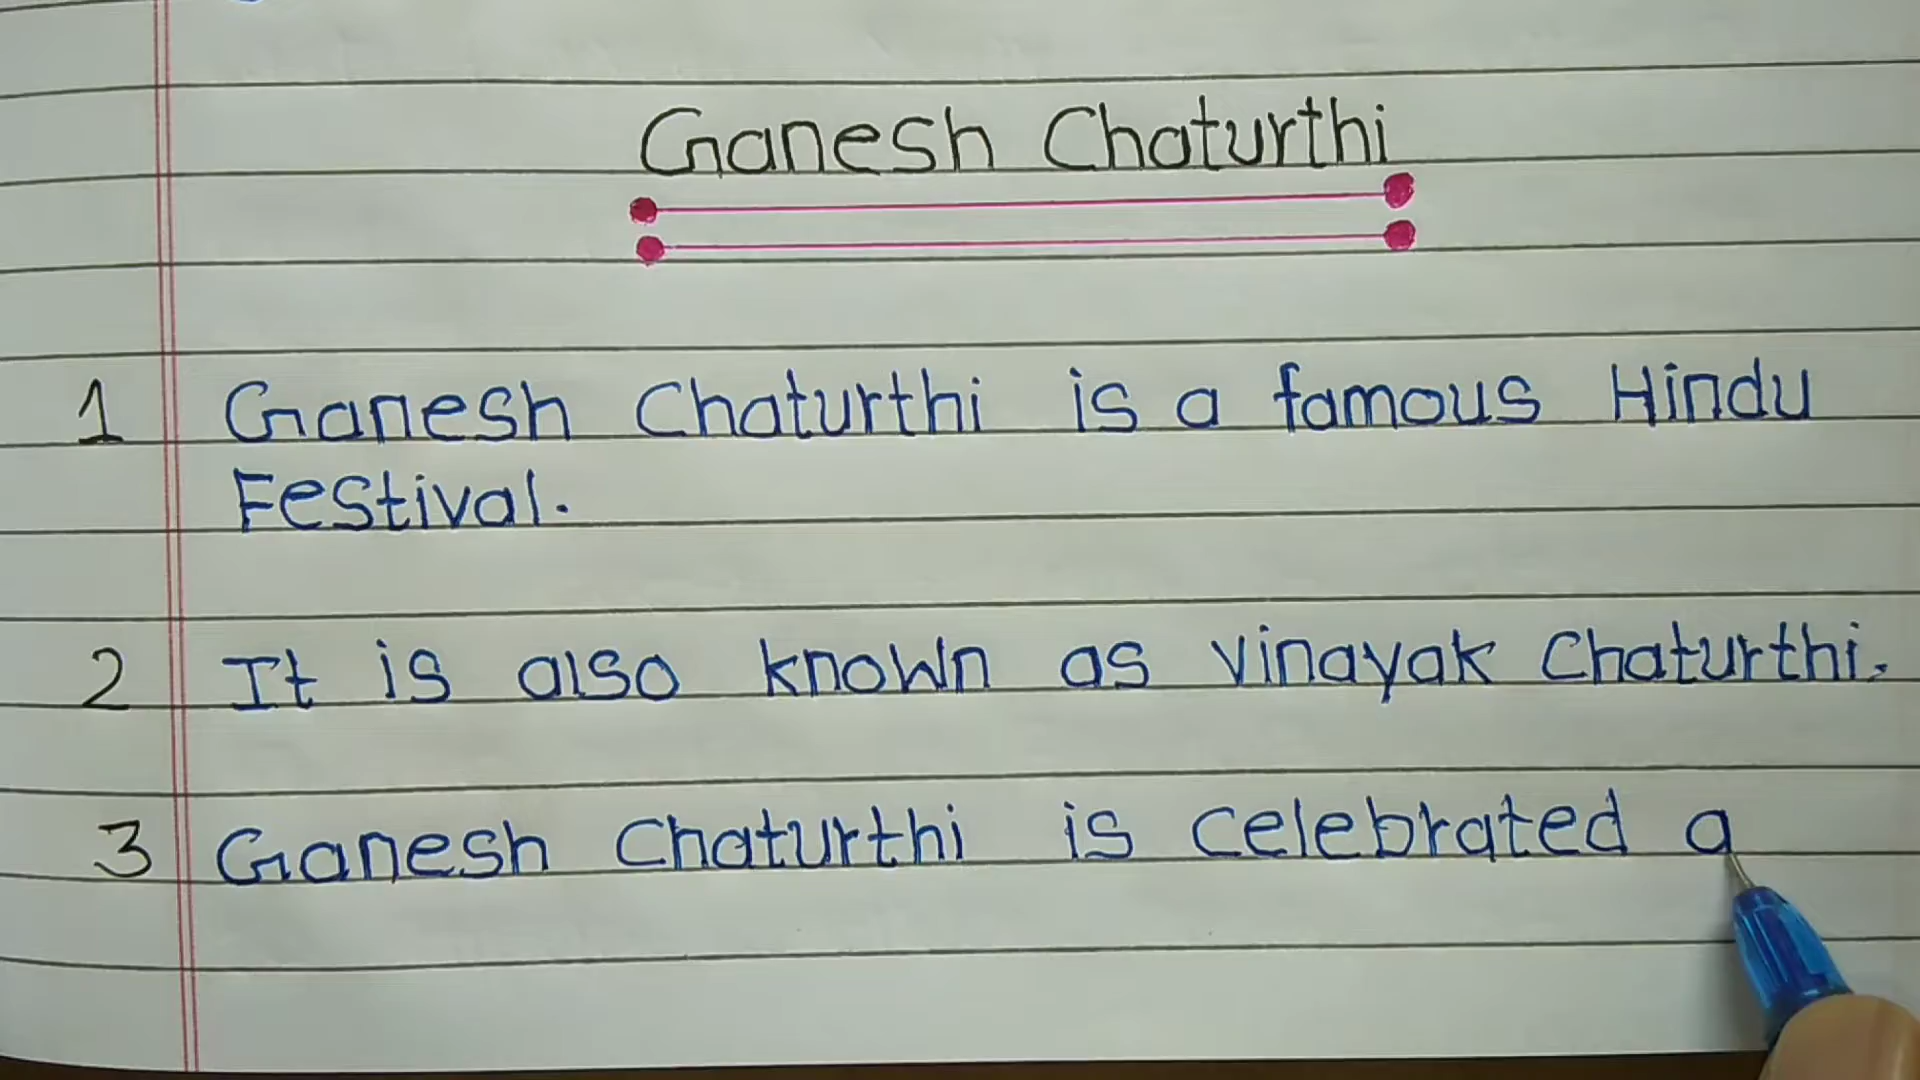 Ganesh Chaturthi
1 Ganesh Chaturthi is a famous Hindu
Festival.
2 It is also known as Vinayak Chaturthi.
3 Ganesh Chaturthi is celebrated a